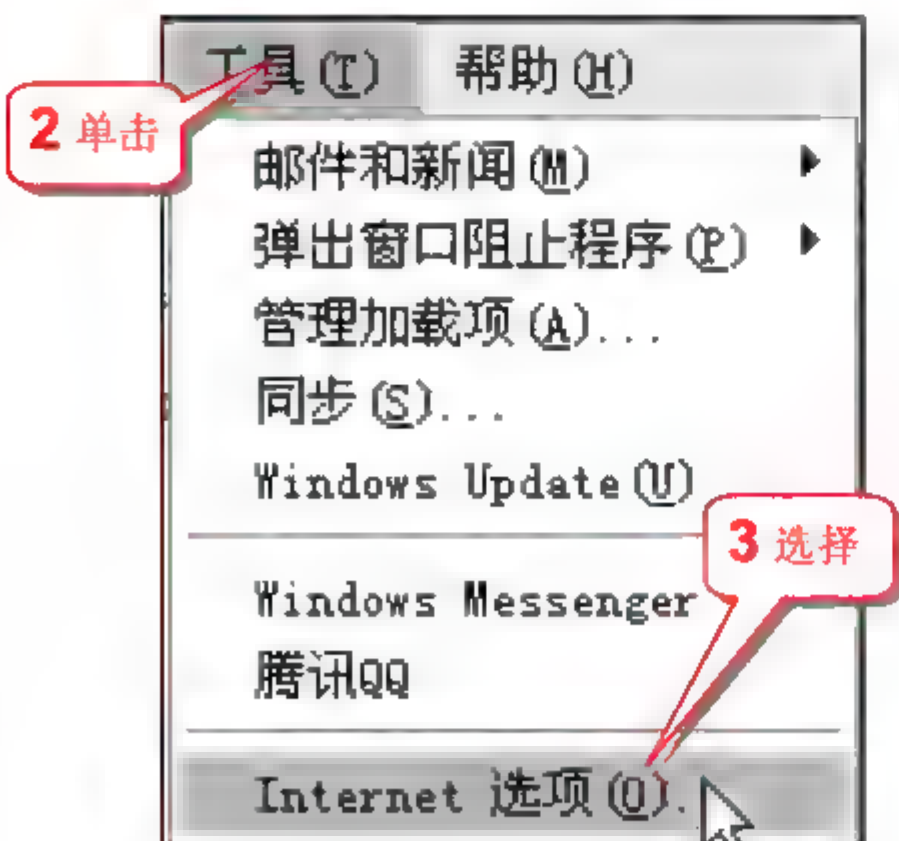 工具(T) 帮助(H)
2 单击
邮件和新闻(M)
弹出窗口阻止程序(P)
管理加载项(A)...
同步(S)...
Windows Update(U)
3 选择
Windows Messenger
腾讯QQ
Internet 选项(O).